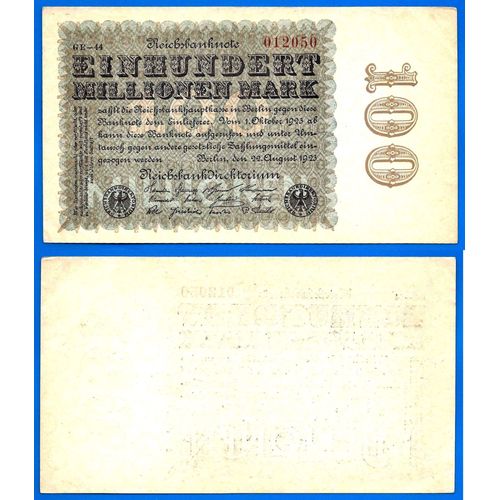 GE-44 Reichsbanknote 012050
EINHUNDERT
MILLIONEN MARK
zahlt die Reichsbankhauptkasse in Berlin gegen diese
Banknote dem Einlieferer. Vom 1. Oktober 1923 ab
kann diese Banknote aufgerufen und unter Um-
tausch gegen andere gesetzliche Zahlungsmittel ein-
gezogen werden Berlin, den 22. August 1923
Reichsbankdirektorium
100